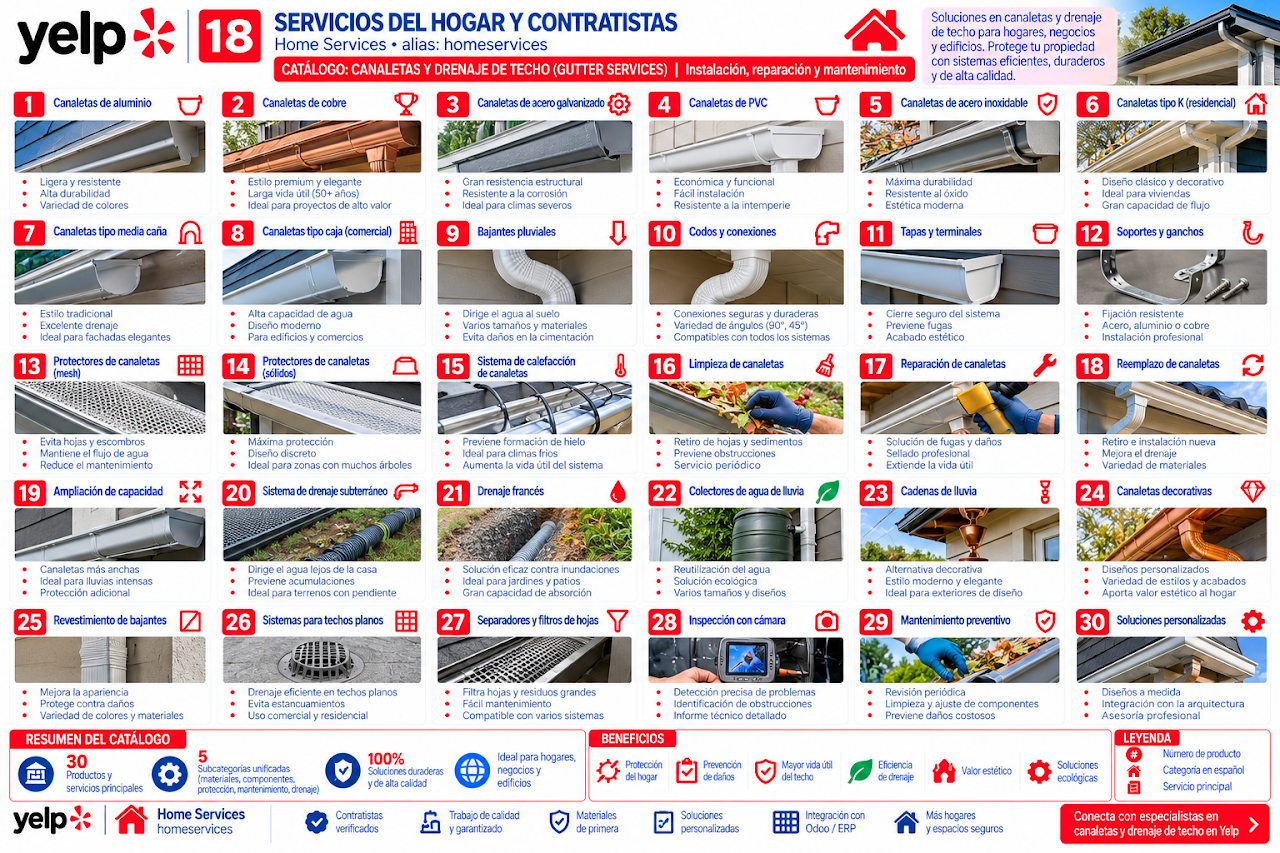 yelp
18
SERVICIOS DEL HOGAR Y CONTRATISTAS
Home Services • alias: homeservices
CATÁLOGO: CANALETAS Y DRENAJE DE TECHO (GUTTER SERVICES) | Instalación, reparación y mantenimiento
Soluciones en canaletas y drenaje
de techo para hogares, negocios
y edificios. Protege tu propiedad
con sistemas eficientes, duraderos
y de alta calidad.
1 Canaletas de aluminio
• Ligera y resistente
• Alta durabilidad
• Variedad de colores
2 Canaletas de cobre
• Estilo premium y elegante
• Larga vida útil (50+ años)
• Ideal para proyectos de alto valor
3 Canaletas de acero galvanizado
• Gran resistencia estructural
• Resistente a la corrosión
• Ideal para climas severos
4 Canaletas de PVC
• Económica y funcional
• Fácil instalación
• Resistente a la intemperie
5 Canaletas de acero inoxidable
• Máxima durabilidad
• Resistente al óxido
• Estética moderna
6 Canaletas tipo K (residencial)
• Diseño clásico y decorativo
• Ideal para viviendas
• Gran capacidad de flujo
7 Canaletas tipo media caña
• Estilo tradicional
• Excelente drenaje
• Ideal para fachadas elegantes
8 Canaletas tipo caja (comercial)
• Alta capacidad de agua
• Diseño moderno
• Para edificios y comercios
9 Bajantes pluviales
• Dirige el agua al suelo
• Varios tamaños y materiales
• Evita daños en la cimentación
10 Codos y conexiones
• Conexiones seguras y duraderas
• Variedad de ángulos (90°, 45°)
• Compatibles con todos los sistemas
11 Tapas y terminales
• Cierre seguro del sistema
• Previene fugas
• Acabado estético
12 Soportes y ganchos
• Fijación resistente
• Acero, aluminio o cobre
• Instalación profesional
13 Protectores de canaletas
(mesh)
• Evita hojas y escombros
• Mantiene el flujo de agua
• Reduce el mantenimiento
14 Protectores de canaletas
(sólidos)
• Máxima protección
• Diseño discreto
• Ideal para zonas con muchos árboles
15 Sistema de calefacción
de canaletas
• Previene formación de hielo
• Ideal para climas fríos
• Aumenta la vida útil del sistema
16 Limpieza de canaletas
• Retiro de hojas y sedimentos
• Previene obstrucciones
• Servicio periódico
17 Reparación de canaletas
• Solución de fugas y daños
• Sellado profesional
• Extiende la vida útil
18 Reemplazo de canaletas
• Retiro e instalación nueva
• Mejora el drenaje
• Variedad de materiales
19 Ampliación de capacidad
• Canaletas más anchas
• Ideal para lluvias intensas
• Protección adicional
20 Sistema de drenaje subterráneo
• Dirige el agua lejos de la casa
• Previene acumulaciones
• Ideal para terrenos con pendiente
21 Drenaje francés
• Solución eficaz contra inundaciones
• Ideal para jardines y patios
• Gran capacidad de absorción
22 Colectores de agua de lluvia
• Reutilización del agua
• Solución ecológica
• Varios tamaños y diseños
23 Cadenas de lluvia
• Alternativa decorativa
• Estilo moderno y elegante
• Ideal para exteriores de diseño
24 Canaletas decorativas
• Diseños personalizados
• Variedad de estilos y acabados
• Aporta valor estético al hogar
25 Revestimiento de bajantes
• Mejora la apariencia
• Protege contra daños
• Variedad de colores y materiales
26 Sistemas para techos planos
• Drenaje eficiente en techos planos
• Evita estancamientos
• Uso comercial y residencial
27 Separadores y filtros de hojas
• Filtra hojas y residuos grandes
• Fácil mantenimiento
• Compatible con varios sistemas
28 Inspección con cámara
• Detección precisa de problemas
• Identificación de obstrucciones
• Informe técnico detallado
29 Mantenimiento preventivo
• Revisión periódica
• Limpieza y ajuste de componentes
• Previene daños costosos
30 Soluciones personalizadas
• Diseños a medida
• Integración con la arquitectura
• Asesoría profesional
RESUMEN DEL CATÁLOGO
30
Productos y
servicios principales
5
Subcategorías unificadas
(materiales, componentes,
protección, mantenimiento, drenaje)
100%
Soluciones duraderas
y de alta calidad
Ideal para hogares,
negocios y
edificios
BENEFICIOS
Protección
del hogar
Prevención
de daños
Mayor vida útil
del techo
Eficiencia
de drenaje
Valor estético
Soluciones
ecológicas
LEYENDA
# Número de producto
Categoría en español
Servicio principal
yelp
Home Services
homeservices
Contratistas
verificados
Trabajo de calidad
y garantizado
Materiales
de primera
Soluciones
personalizadas
Integración con
Odoo / ERP
Más hogares
y espacios seguros
Conecta con especialistas en
canaletas y drenaje de techo en Yelp